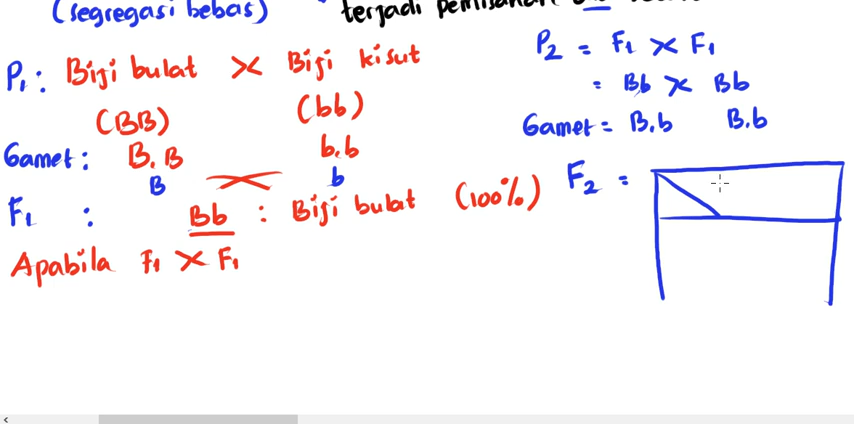 (segregasi bebas)
terjadi
P1 : Biji bulat × Biji kisut
(BB) (bb)
Gamet : B. B b. b
B b
F1 : Bb : Biji bulat (100%)
Apabila F1 × F1
P2 = F1 × F1
= Bb × Bb
Gamet = B. b B. b
F2 =